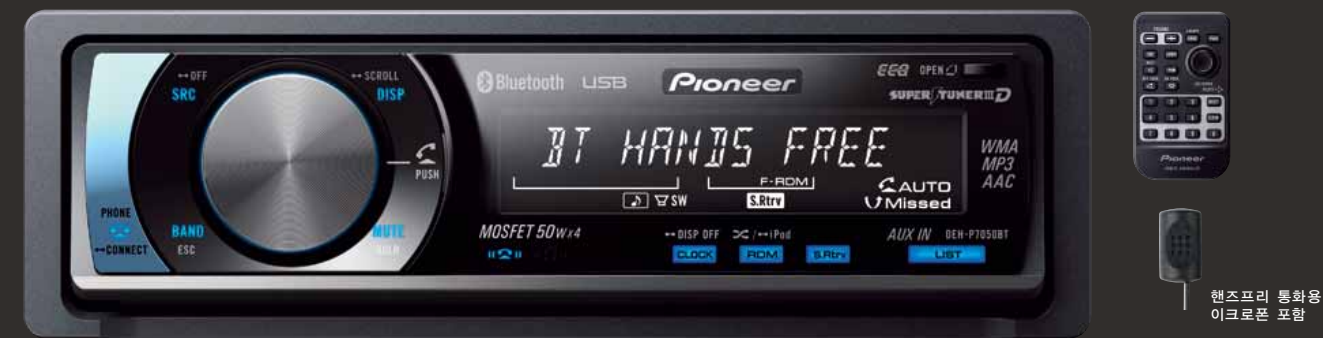 OFF
SRC
SCROLL
DISP
PUSH
PHONE
CONNECT
BAND
ESC
MUTE
HOLD
Bluetooth USB Pioneer
EEQ OPEN
SUPER TUNER III D
BT HANDS FREE
F-RDM
SW S.Rtrv
AUTO
Missed
WMA
MP3
AAC
MOSFET 50W×4
DISP OFF
/ iPod
AUX IN DEH-P7050BT
CLOCK RDM S.Rtrv LIST
Pioneer
핸즈프리 통화용
이크로폰 포함